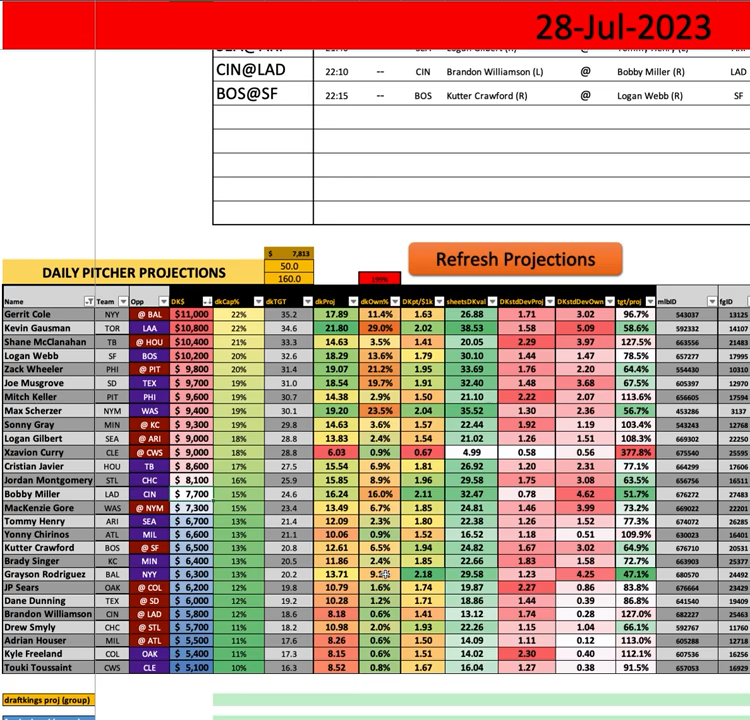 28-Jul-2023
CIN@LAD 22:10 -- CIN Brandon Williamson (L) @ Bobby Miller (R) LAD
BOS@SF 22:15 -- BOS Kutter Crawford (R) @ Logan Webb (R) SF
$ 7,813
DAILY PITCHER PROJECTIONS 50.0
160.0
Refresh Projections
Name Team Opp DK$ dkCap% dkTGT dkProj dkOwn% DKpt/$1k sheetsDKval DKstdDevProj DKstdDevOwn tgt/proj mlbID fgID
Gerrit Cole NYY @ BAL $11,000 22% 35.2 17.89 11.4% 1.63 26.88 1.71 3.02 96.7% 543037 13125
Kevin Gausman TOR LAA $10,800 22% 34.6 21.80 29.0% 2.02 38.53 1.58 5.09 58.6% 592332 14107
Shane McClanahan TB @ HOU $10,400 21% 33.3 14.63 3.5% 1.41 20.05 2.29 3.97 127.5% 663556 21483
Logan Webb SF BOS $10,200 20% 32.6 18.29 13.6% 1.79 30.10 1.44 1.47 78.5% 657277 17995
Zack Wheeler PHI @ PIT $ 9,800 20% 31.4 19.07 21.2% 1.95 33.69 1.76 2.20 64.4% 554430 10310
Joe Musgrove SD TEX $ 9,700 19% 31.0 18.54 19.7% 1.91 32.40 1.48 3.68 67.5% 605397 12970
Mitch Keller PIT PHI $ 9,600 19% 30.7 14.38 2.9% 1.50 21.10 2.22 2.07 113.6% 656605 17594
Max Scherzer NYM WAS $ 9,400 19% 30.1 19.20 23.5% 2.04 35.52 1.30 2.36 56.7% 453286 3137
Sonny Gray MIN @ KC $ 9,300 19% 29.8 14.63 3.6% 1.57 22.44 1.92 1.19 103.4% 543243 12768
Logan Gilbert SEA @ ARI $ 9,000 18% 28.8 13.83 2.4% 1.54 21.02 1.26 1.51 108.3% 669302 22250
Xzavion Curry CLE @ CWS $ 9,000 18% 28.8 6.03 0.9% 0.67 4.99 0.58 0.56 377.8% 675540 25595
Cristian Javier HOU TB $ 8,600 17% 27.5 15.54 6.9% 1.81 26.92 1.20 2.31 77.1% 664299 17606
Jordan Montgomery STL CHC $ 8,100 16% 25.9 15.85 8.9% 1.96 29.58 1.75 3.08 63.5% 656756 16511
Bobby Miller LAD CIN $ 7,700 15% 24.6 16.24 16.0% 2.11 32.47 0.78 4.62 51.7% 676272 27483
MacKenzie Gore WAS @ NYM $ 7,300 15% 23.4 13.49 6.7% 1.85 24.81 1.46 3.99 73.2% 669022 22201
Tommy Henry ARI SEA $ 6,700 13% 21.4 12.09 2.3% 1.80 22.38 1.26 1.52 77.3% 674072 26285
Yonny Chirinos ATL MIL $ 6,600 13% 21.1 10.06 0.9% 1.52 16.52 1.18 0.51 109.9% 630023 16401
Kutter Crawford BOS @ SF $ 6,500 13% 20.8 12.61 6.5% 1.94 24.82 1.67 3.02 64.9% 676710 20531
Brady Singer KC MIN $ 6,400 13% 20.5 11.86 2.4% 1.85 22.66 1.83 1.58 72.7% 663903 25377
Grayson Rodriguez BAL NYY $ 6,300 13% 20.2 13.71 2.18 29.58 1.23 4.25 47.1% 680570 24492
JP Sears OAK @ COL $ 6,200 12% 19.8 10.79 1.6% 1.74 19.87 2.27 0.86 83.8% 676664 23429
Dane Dunning TEX @ SD $ 6,000 12% 19.2 10.28 1.2% 1.71 18.86 1.44 0.39 86.8% 641540 19409
Brandon Williamson CIN @ LAD $ 5,800 12% 18.6 8.18 0.6% 1.41 13.12 1.74 0.28 127.0% 682227 25463
Drew Smyly CHC @ STL $ 5,700 11% 18.2 10.98 2.0% 1.93 22.26 1.15 1.04 66.1% 592767 11760
Adrian Houser MIL @ ATL $ 5,500 11% 17.6 8.26 0.6% 1.50 14.09 1.11 0.12 113.0% 605288 12718
Kyle Freeland COL OAK $ 5,400 11% 17.3 8.15 0.6% 1.51 14.02 2.30 0.40 112.1% 607536 16256
Touki Toussaint CWS CLE $ 5,100 10% 16.3 8.52 0.8% 1.67 16.04 1.27 0.38 91.5% 657053 16929
draftkings proj (group)